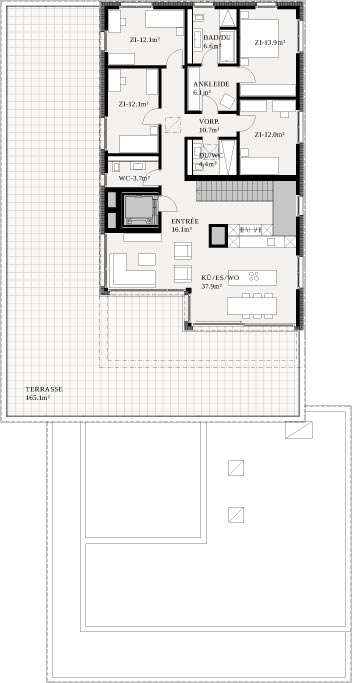 ZI-12.1m²
BAD/DU
6.6m²
ZI-13.9m²
ANKLEIDE
6.1m²
ZI-12.1m²
VORP.
10.7m²
ZI-12.0m²
DU/WC
4.4m²
WC-3.7m²
ENTRÉE
16.1m²
KÜ/ES/WO
37.9m²
TERRASSE
165.1m²